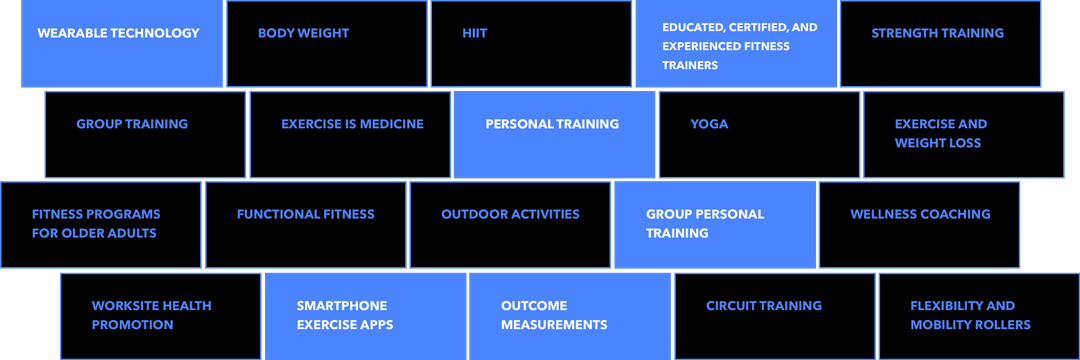 WEARABLE TECHNOLOGY
BODY WEIGHT
HIIT
EDUCATED, CERTIFIED, AND
EXPERIENCED FITNESS
TRAINERS
STRENGTH TRAINING
GROUP TRAINING
EXERCISE IS MEDICINE
PERSONAL TRAINING
YOGA
EXERCISE AND
WEIGHT LOSS
FITNESS PROGRAMS
FOR OLDER ADULTS
FUNCTIONAL FITNESS
OUTDOOR ACTIVITIES
GROUP PERSONAL
TRAINING
WELLNESS COACHING
WORKSITE HEALTH
PROMOTION
SMARTPHONE
EXERCISE APPS
OUTCOME
MEASUREMENTS
CIRCUIT TRAINING
FLEXIBILITY AND
MOBILITY ROLLERS